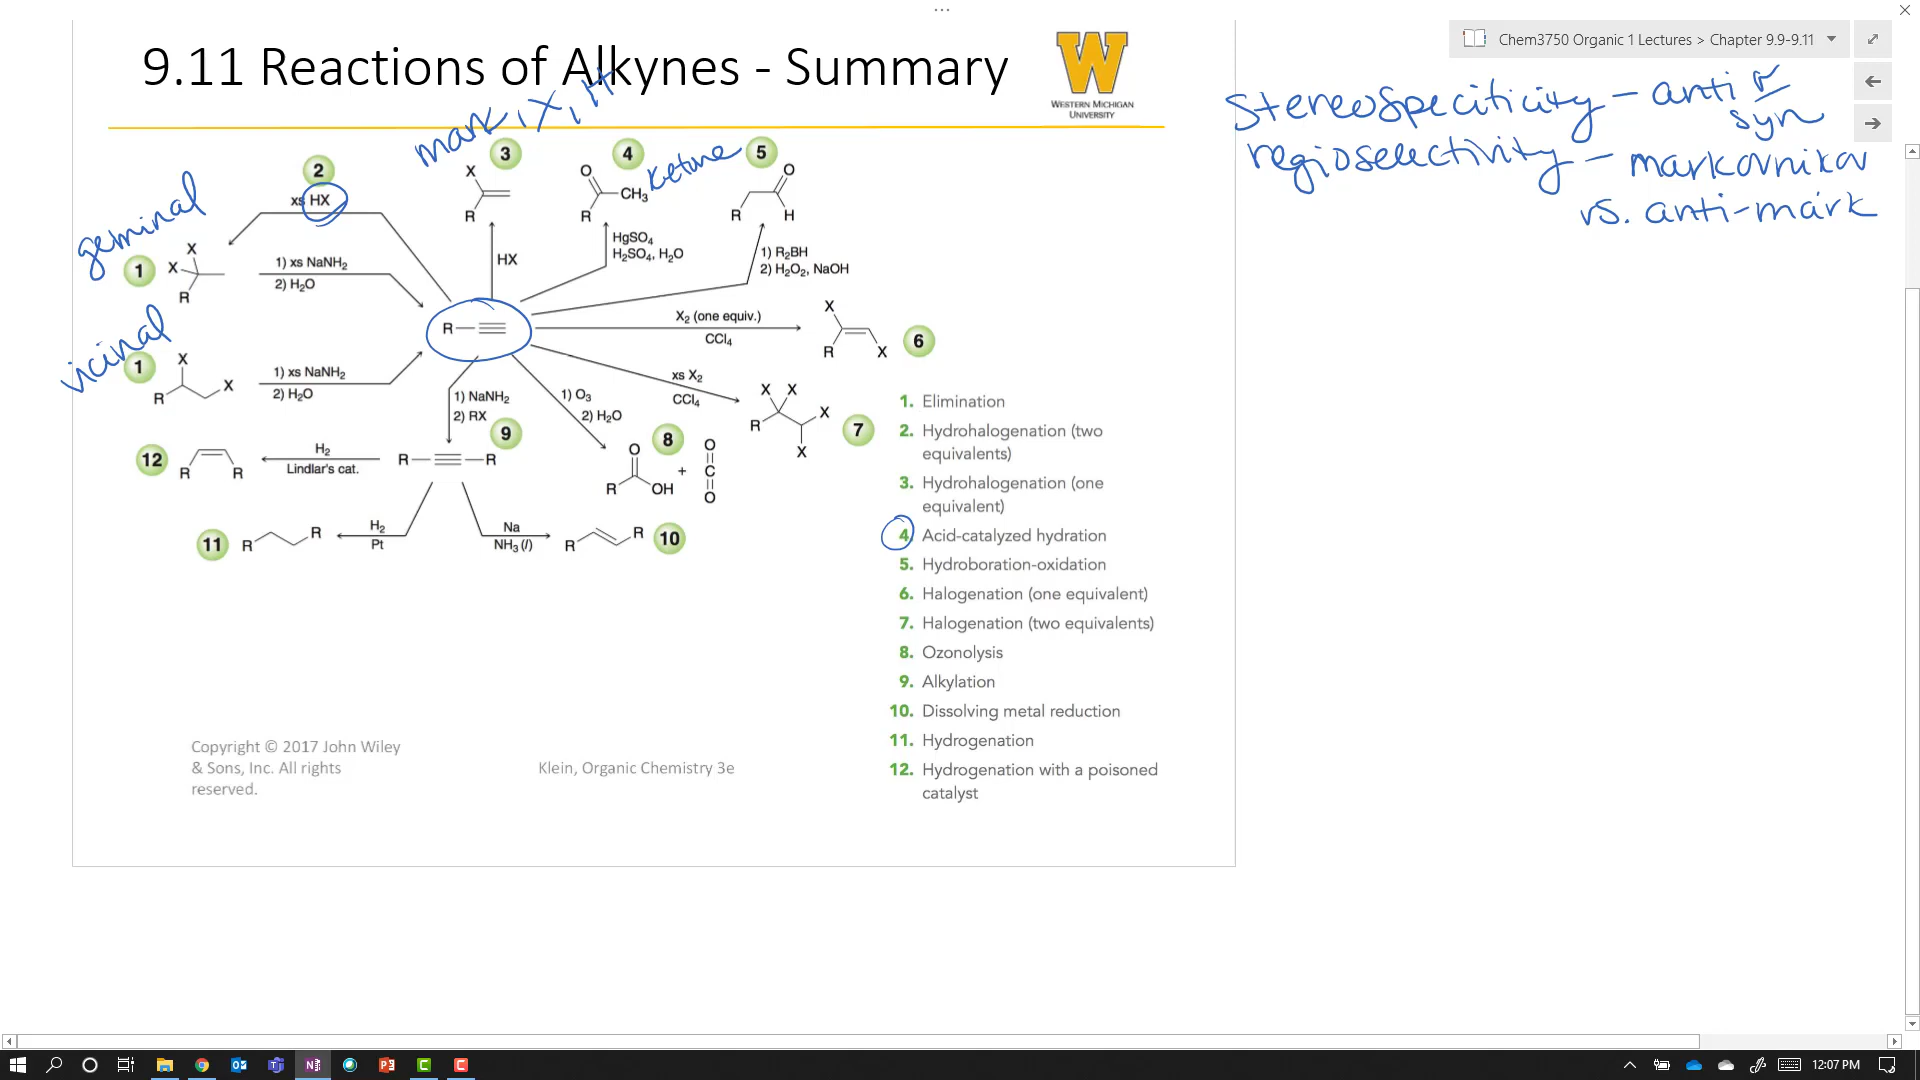 9.11 Reactions of Alkynes - Summary
WESTERN MICHIGAN
UNIVERSITY
Chem3750 Organic 1 Lectures > Chapter 9.9-9.11
Stereospecificity – anti &
syn
regioselectivity – markovnikov
vs. anti-mark
mark, X, H
geminal
vicinal
ketone
2
xs HX
3
X
R
HX
4
O
CH3
R
HgSO4
H2SO4, H2O
5
O
R
H
1) R2BH
2) H2O2, NaOH
1
X
X
R
1) xs NaNH2
2) H2O
R
X2 (one equiv.)
CCl4
X
R
X
6
1
X
X
R
1) xs NaNH2
2) H2O
xs X2
CCl4
X X
R
X
X
7
1) NaNH2
2) RX
9
1) O3
2) H2O
8
O
R
OH
+
O
C
O
12
R
R
H2
Lindlar's cat.
R
R
11
R
R
H2
Pt
Na
NH3 (l)
R
R
10
1. Elimination
2. Hydrohalogenation (two
equivalents)
3. Hydrohalogenation (one
equivalent)
4. Acid-catalyzed hydration
5. Hydroboration-oxidation
6. Halogenation (one equivalent)
7. Halogenation (two equivalents)
8. Ozonolysis
9. Alkylation
10. Dissolving metal reduction
11. Hydrogenation
12. Hydrogenation with a poisoned
catalyst
Copyright © 2017 John Wiley
& Sons, Inc. All rights
reserved.
Klein, Organic Chemistry 3e
12:07 PM